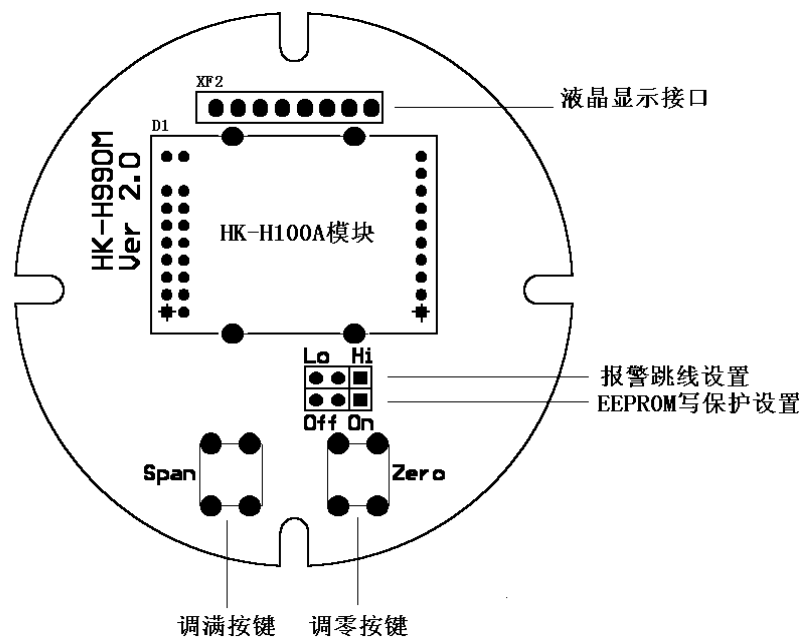 XF2
液晶显示接口
D1
HK-H990M
Ver 2.0
HK-H100A模块
Lo Hi
报警跳线设置
EEPROM写保护设置
Off On
Span
Zero
调满按键
调零按键